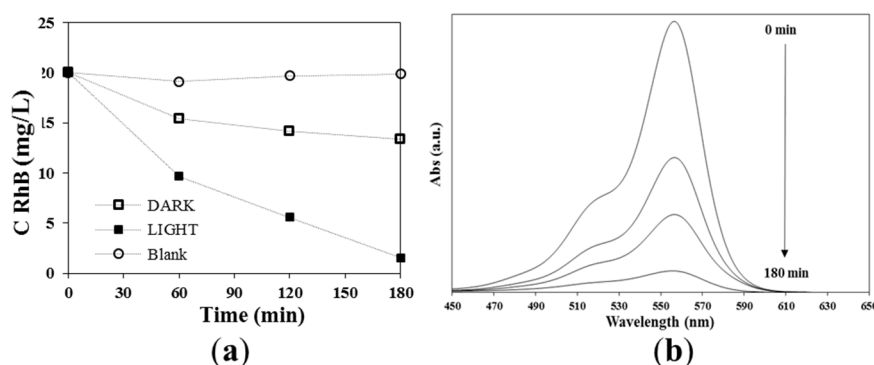 25
20
15
10
5
0
C RhB (mg/L)
DARK
LIGHT
Blank
0 30 60 90 120 150 180
Time (min)
(a)
Abs (a.u.)
0 min
180 min
450 470 490 510 530 550 570 590 610 630 650
Wavelength (nm)
(b)